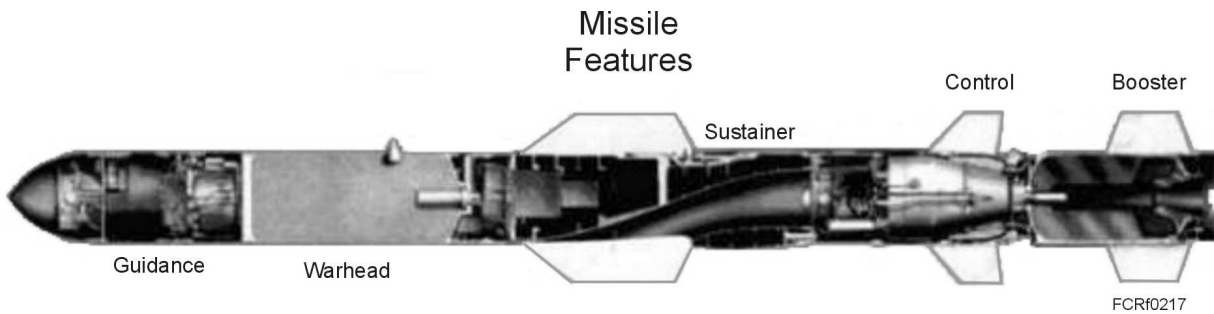 Missile
Features
Control
Booster
Sustainer
Guidance
Warhead
FCRf0217